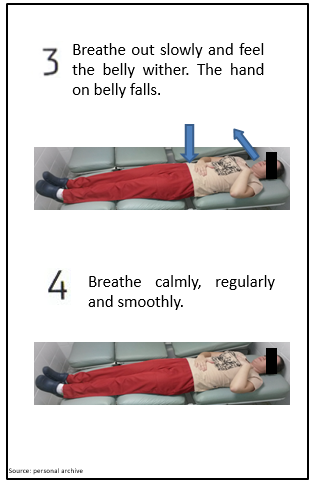 3
Breathe out slowly and feel
the belly wither. The hand
on belly falls.
4
Breathe calmly, regularly
and smoothly.
Source: personal archive